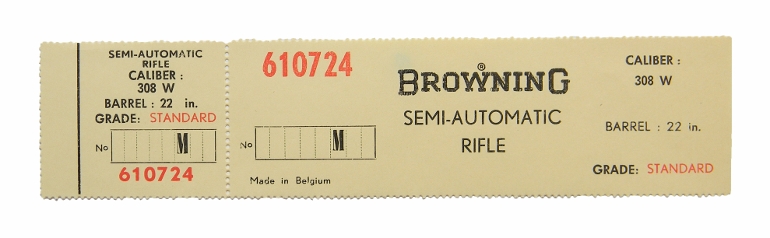 SEMI-AUTOMATIC
RIFLE
CALIBER :
308 W
BARREL : 22 in.
GRADE: STANDARD
No M
610724
610724
BROWNING ®
SEMI-AUTOMATIC
RIFLE
No M
Made in Belgium
CALIBER :
308 W
BARREL : 22 in.
GRADE: STANDARD